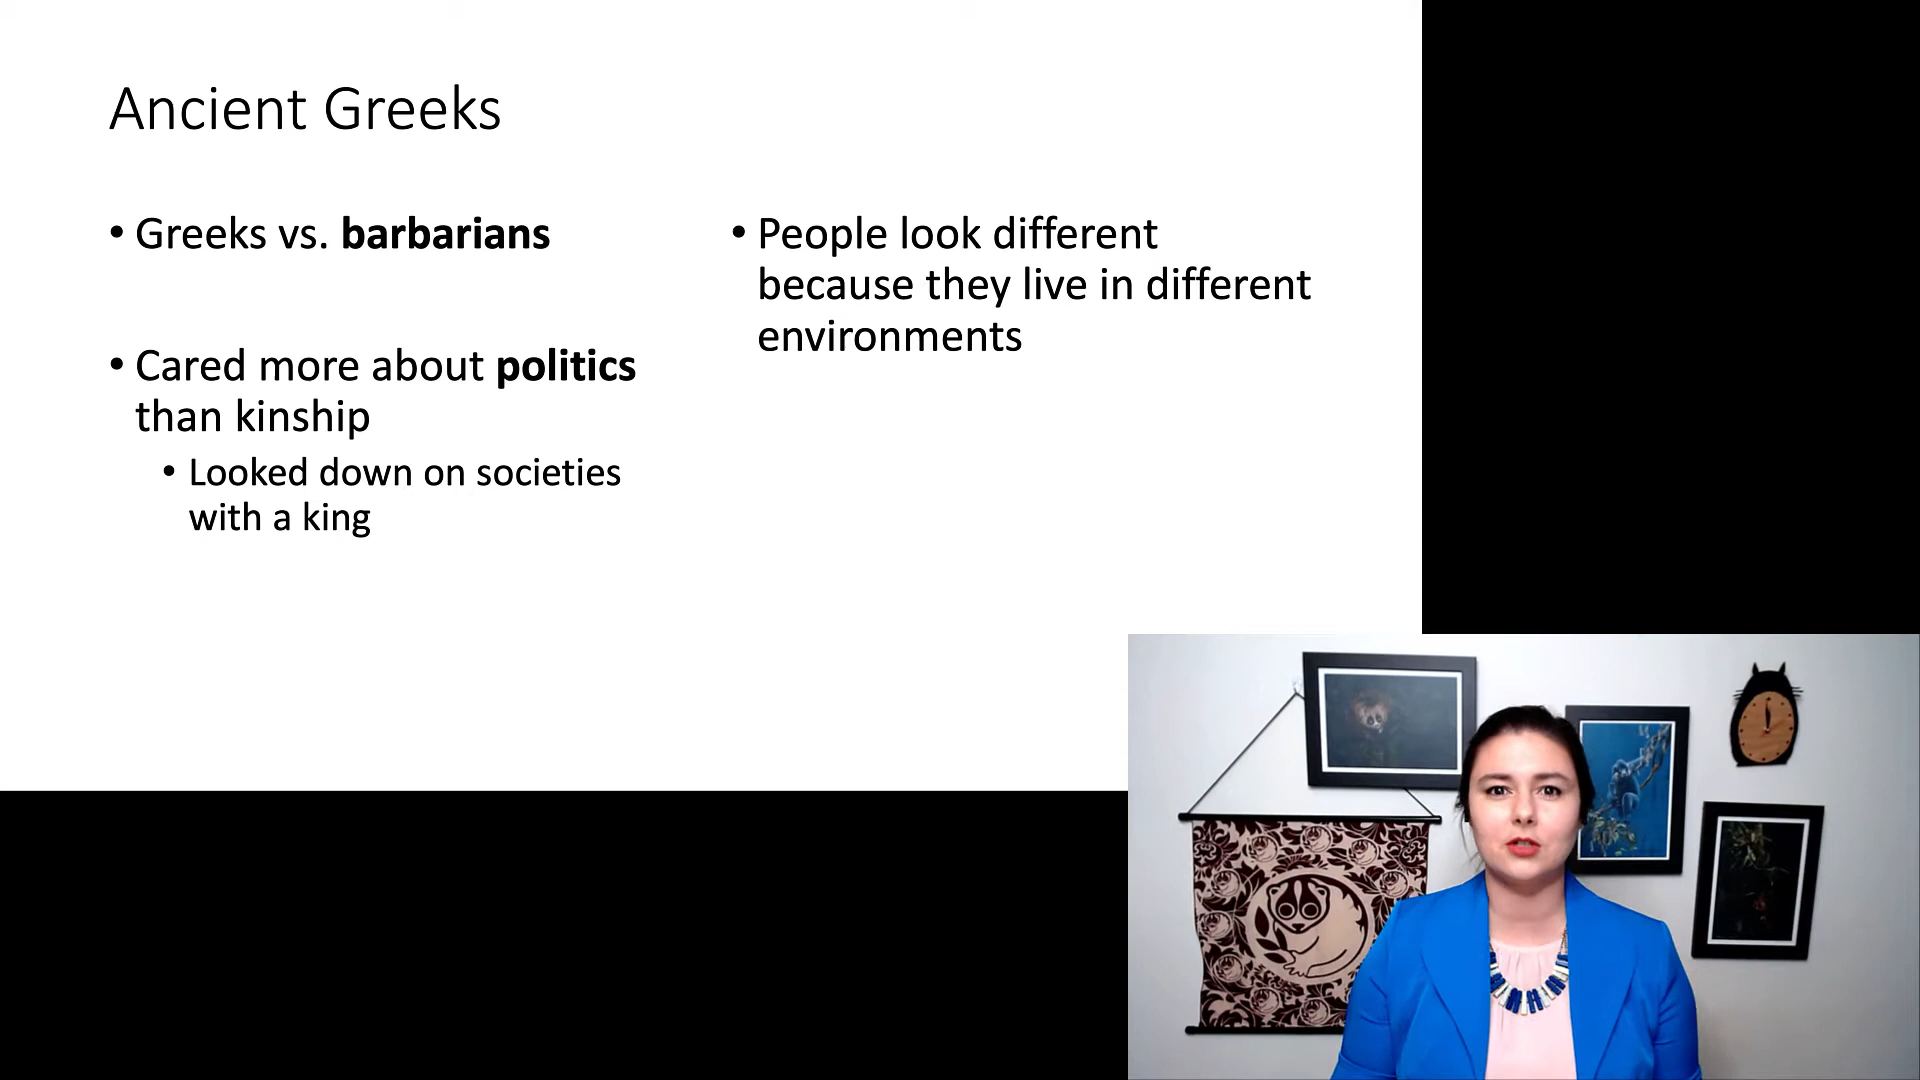 Ancient Greeks
• Greeks vs. barbarians
• Cared more about politics
than kinship
• Looked down on societies
with a king
• People look different
because they live in different
environments